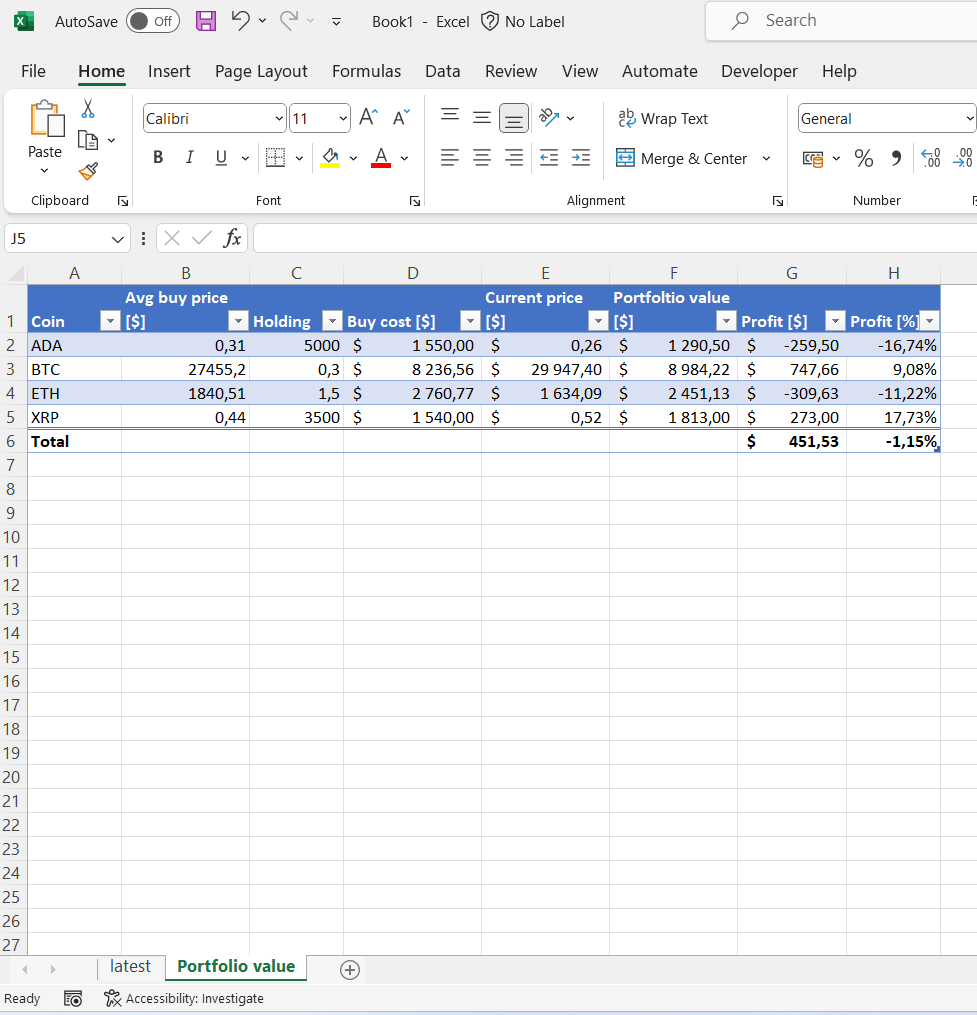 AutoSave Off Book1 - Excel No Label Search
File Home Insert Page Layout Formulas Data Review View Automate Developer Help
Paste Calibri 11 A A ab Wrap Text General
B I U A Merge & Center % 9 ,00 ,00
Clipboard Font Alignment Number
J5 fx
A B C D E F G H
1 Coin Avg buy price [$] Holding Buy cost [$] Current price [$] Portfoltio value [$] Profit [$] Profit [%]
2 ADA 0,31 5000 $ 1 550,00 $ 0,26 $ 1 290,50 $ -259,50 -16,74%
3 BTC 27455,2 0,3 $ 8 236,56 $ 29 947,40 $ 8 984,22 $ 747,66 9,08%
4 ETH 1840,51 1,5 $ 2 760,77 $ 1 634,09 $ 2 451,13 $ -309,63 -11,22%
5 XRP 0,44 3500 $ 1 540,00 $ 0,52 $ 1 813,00 $ 273,00 17,73%
6 Total $ 451,53 -1,15%
7
8
9
10
11
12
13
14
15
16
17
18
19
20
21
22
23
24
25
26
27
latest Portfolio value
Ready Accessibility: Investigate